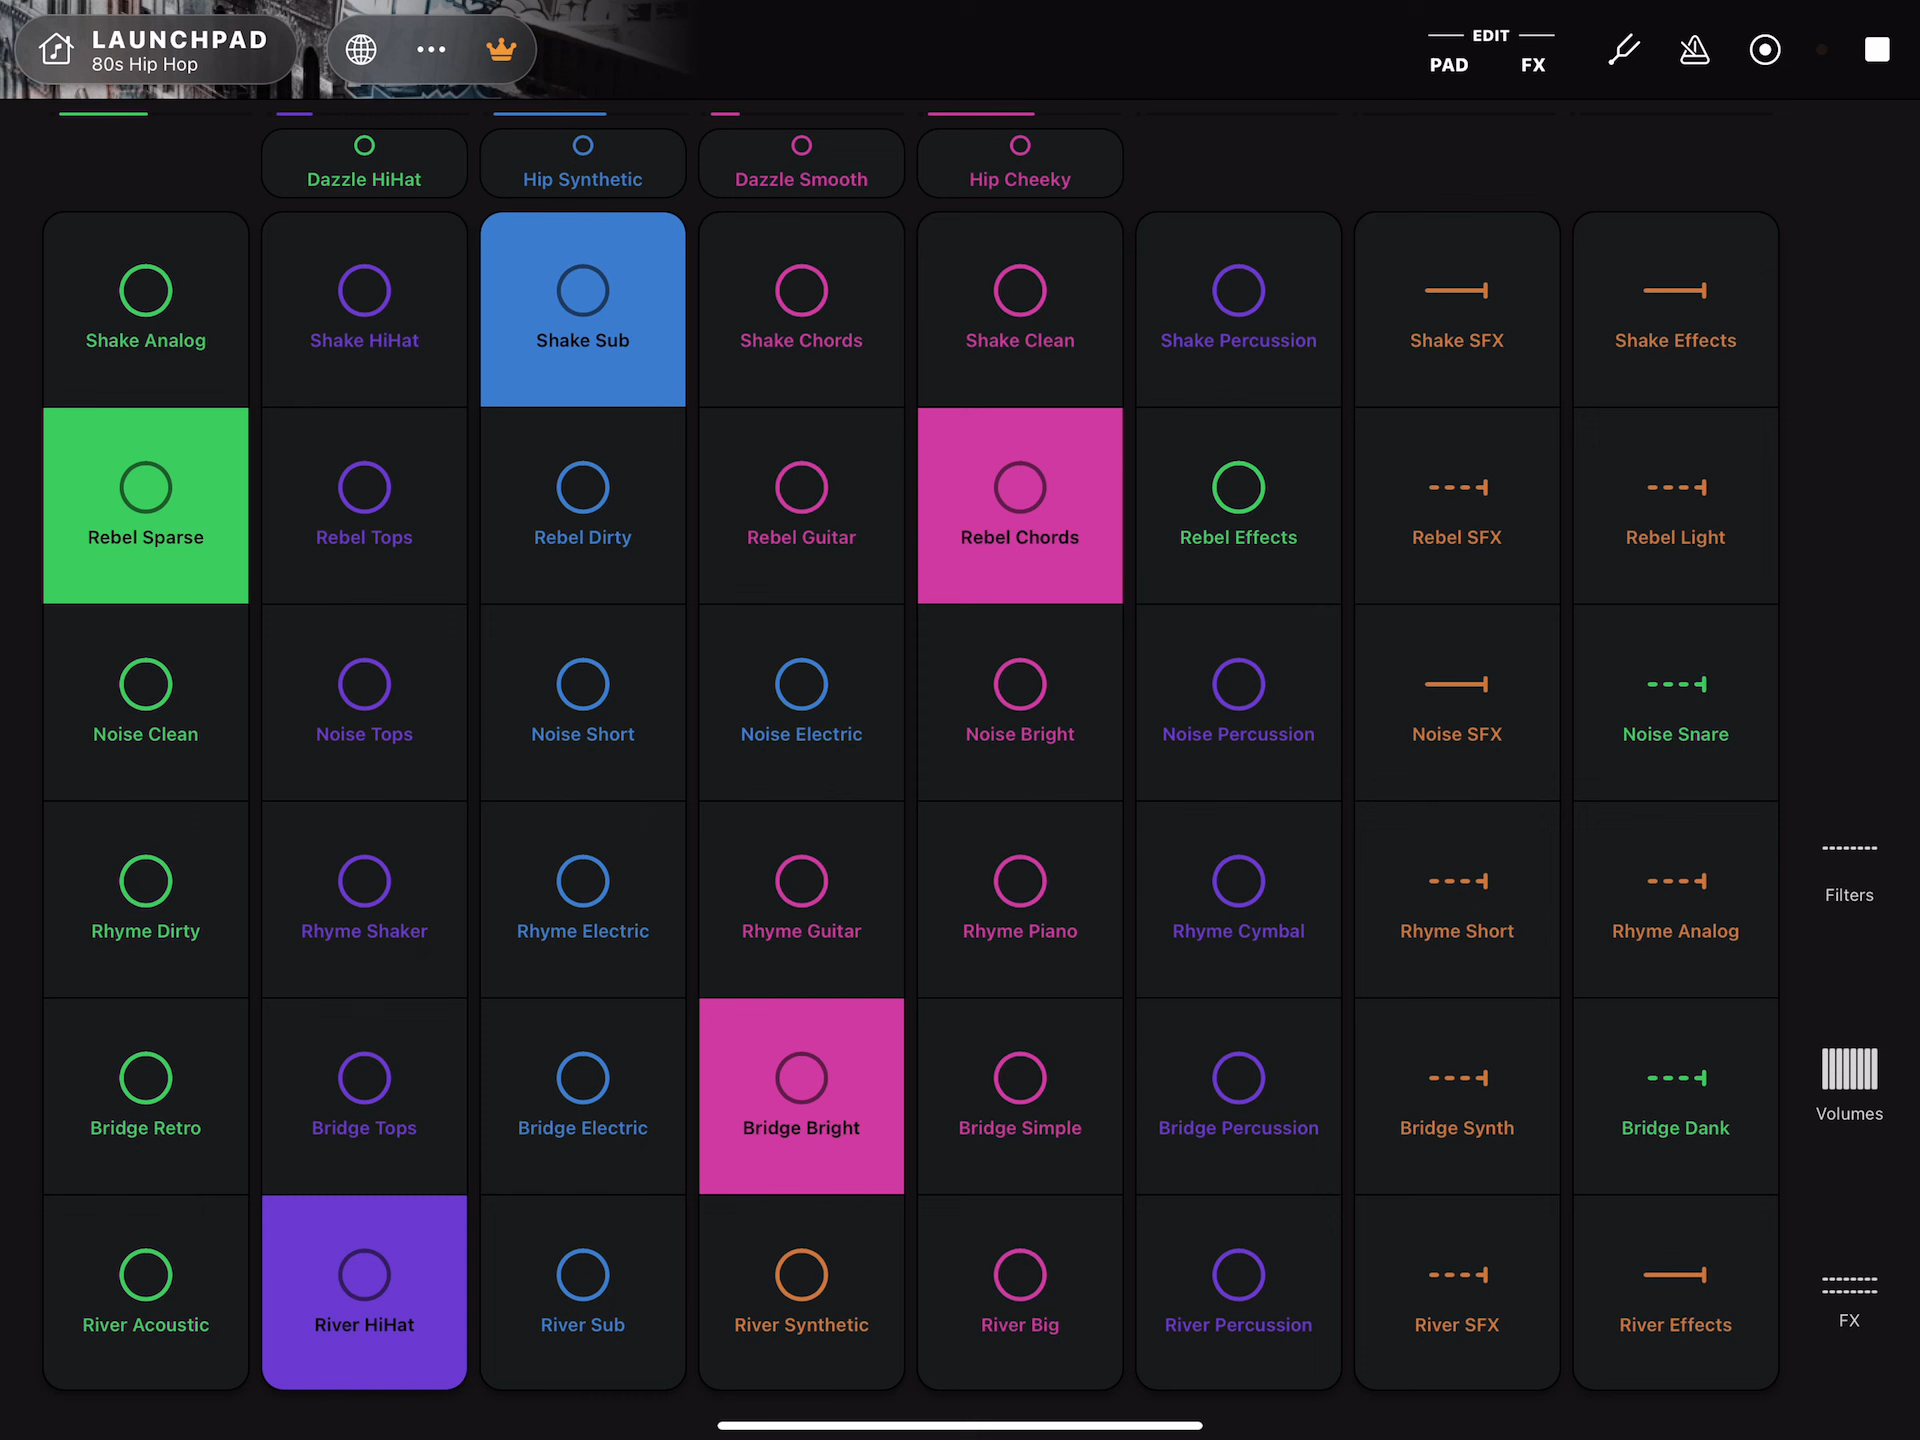 LAUNCHPAD
80s Hip Hop
EDIT
PAD FX
Dazzle HiHat Hip Synthetic Dazzle Smooth Hip Cheeky
Shake Analog Shake HiHat Shake Sub Shake Chords Shake Clean Shake Percussion Shake SFX Shake Effects
Rebel Sparse Rebel Tops Rebel Dirty Rebel Guitar Rebel Chords Rebel Effects Rebel SFX Rebel Light
Noise Clean Noise Tops Noise Short Noise Electric Noise Bright Noise Percussion Noise SFX Noise Snare
Rhyme Dirty Rhyme Shaker Rhyme Electric Rhyme Guitar Rhyme Piano Rhyme Cymbal Rhyme Short Rhyme Analog
Bridge Retro Bridge Tops Bridge Electric Bridge Bright Bridge Simple Bridge Percussion Bridge Synth Bridge Dank
River Acoustic River HiHat River Sub River Synthetic River Big River Percussion River SFX River Effects
Filters
Volumes
FX